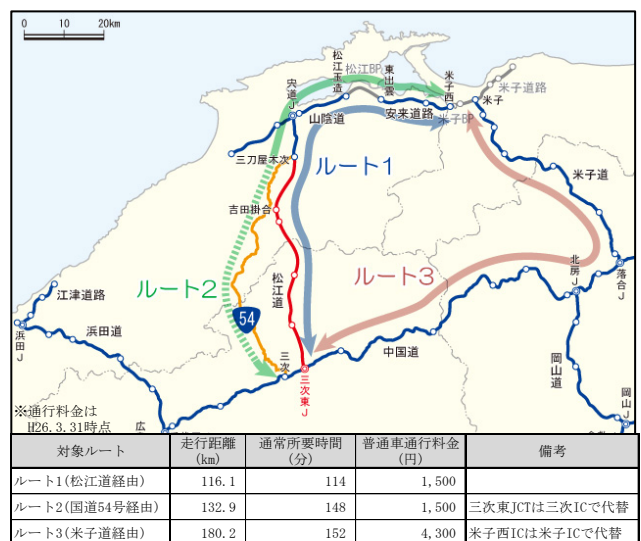 0 10 20km
松江玉造
松江BP
東出雲
米子西
米子
米子道路
宍道J
山陰道
安来道路
米子BP
三刀屋木次
ルート1
吉田掛合
米子道
松江道
ルート3
北房J
落合J
江津道路
ルート2
54
浜田J
浜田道
三次
三次東J
中国道
岡山道
岡山J
※通行料金は
H26.3.31時点
広
対象ルート 走行距離(km) 通常所要時間(分) 普通車通行料金(円) 備考
ルート1(松江道経由) 116.1 114 1,500
ルート2(国道54号経由) 132.9 148 1,500 三次東JCTは三次ICで代替
ルート3(米子道経由) 180.2 152 4,300 米子西ICは米子ICで代替